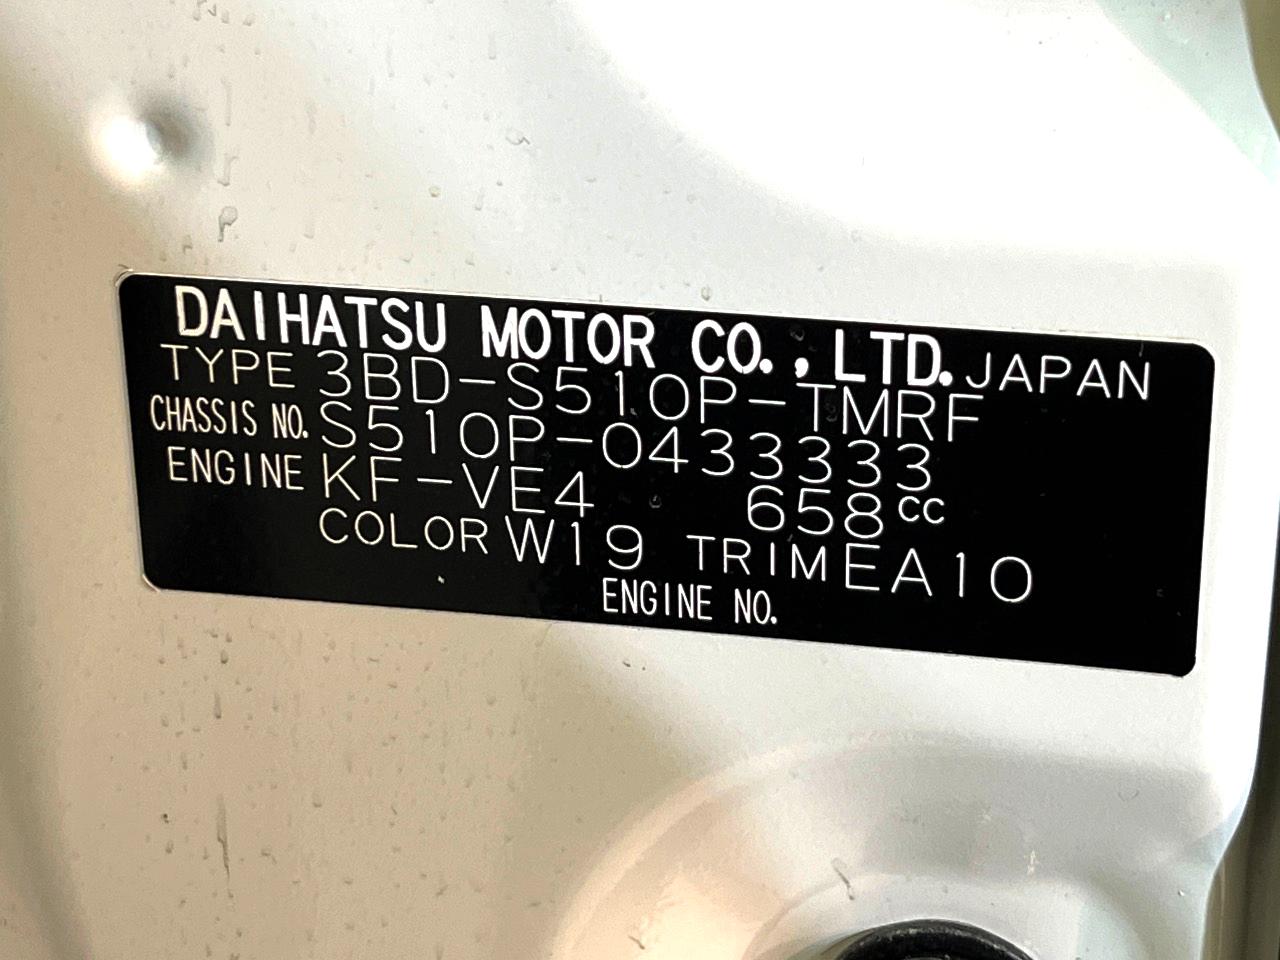 DAIHATSU MOTOR CO., LTD. JAPAN
TYPE 3BD-S510P-TMRF
CHASSIS NO. S510P-0433333
ENGINE KF-VE4 658cc
COLOR W19 TRIM EA10
ENGINE NO.